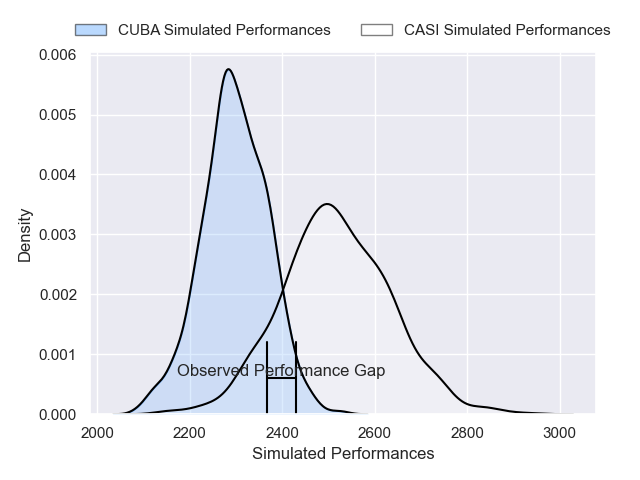 CUBA Simulated Performances
CASI Simulated Performances
0.006
0.005
0.004
0.003
0.002
0.001
0.000
Density
Observed Performance Gap
2000
2200
2400
2600
2800
3000
Simulated Performances